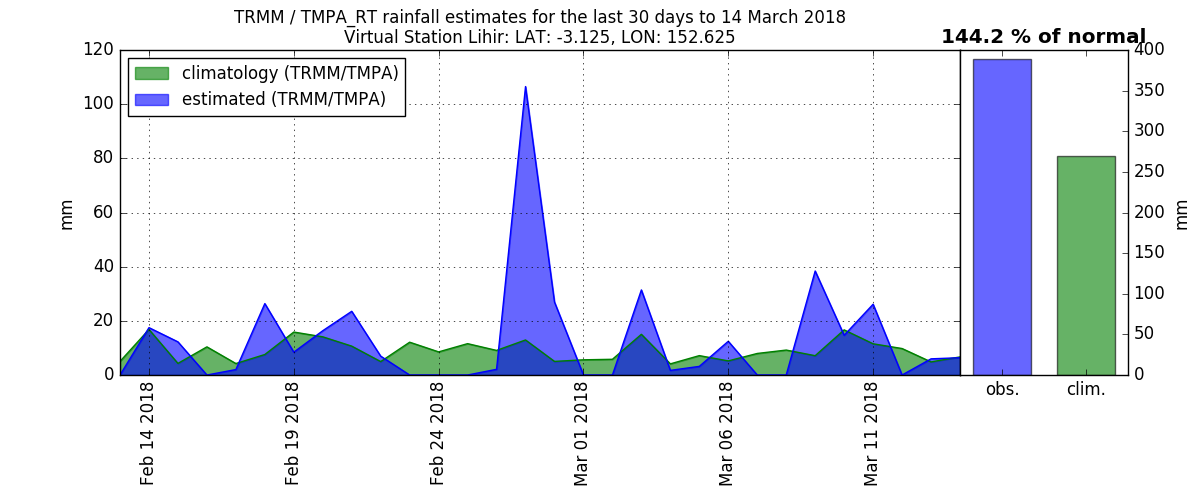 TRMM / TMPA_RT rainfall estimates for the last 30 days to 14 March 2018
Virtual Station Lihir: LAT: -3.125, LON: 152.625
144.2 % of normal
climatology (TRMM/TMPA)
estimated (TRMM/TMPA)
mm
120
100
80
60
40
20
0
Feb 14 2018
Feb 19 2018
Feb 24 2018
Mar 01 2018
Mar 06 2018
Mar 11 2018
400
350
300
250
200
150
100
50
0
mm
obs.
clim.